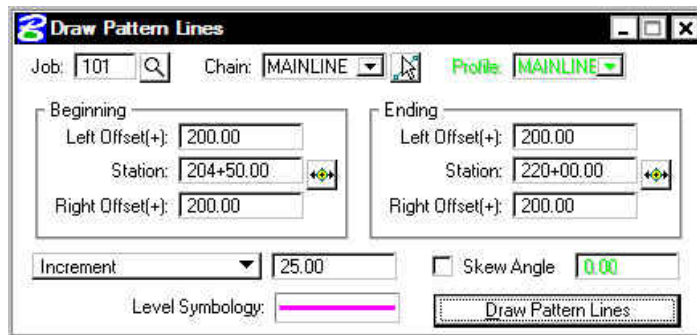 Draw Pattern Lines
Job: 101 Chain: MAINLINE Profile: MAINLINE
Beginning
Left Offset(+): 200.00
Station: 204+50.00
Right Offset(+): 200.00
Ending
Left Offset(+): 200.00
Station: 220+00.00
Right Offset(+): 200.00
Increment 25.00 Skew Angle 0.00
Level Symbology: Draw Pattern Lines